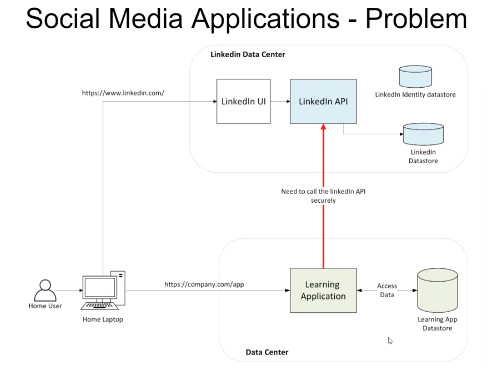 Social Media Applications - Problem
Linkedin Data Center
https://www.linkedin.com/
LinkedIn UI
LinkedIn API
LinkedIn Identity datastore
LinkedIn
Datastore
Need to call the linkedIn API
securely
https://company.com/app
Home User
Home Laptop
Learning
Application
Access
Data
Learning App
Datastore
Data Center